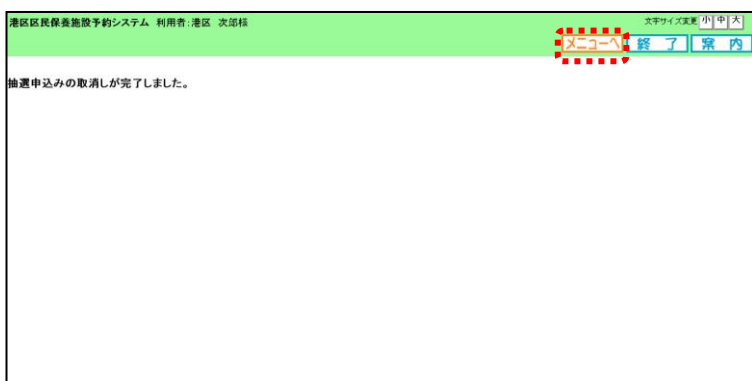 港区区民保養施設予約システム 利用者:港区 次郎様
文字サイズ変更 小 中 大
メニューへ 終了 案内
抽選申込みの取消しが完了しました。